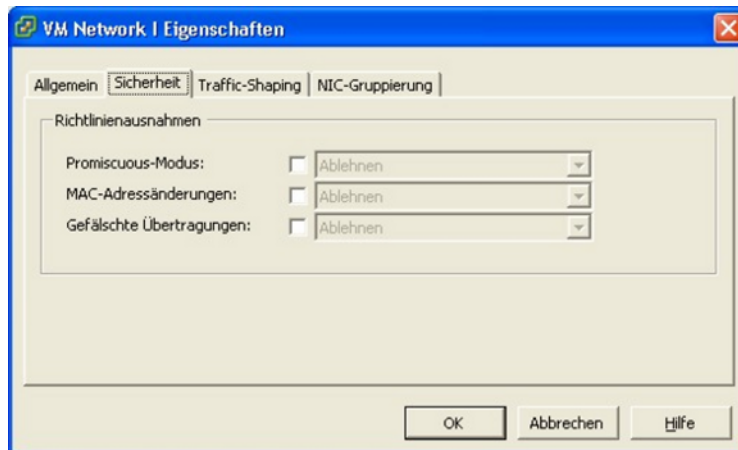 VM Network I Eigenschaften
Allgemein Sicherheit Traffic-Shaping NIC-Gruppierung
Richtlinienausnahmen
Promiscuous-Modus: Ablehnen
MAC-Adressänderungen: Ablehnen
Gefälschte Übertragungen: Ablehnen
OK Abbrechen Hilfe